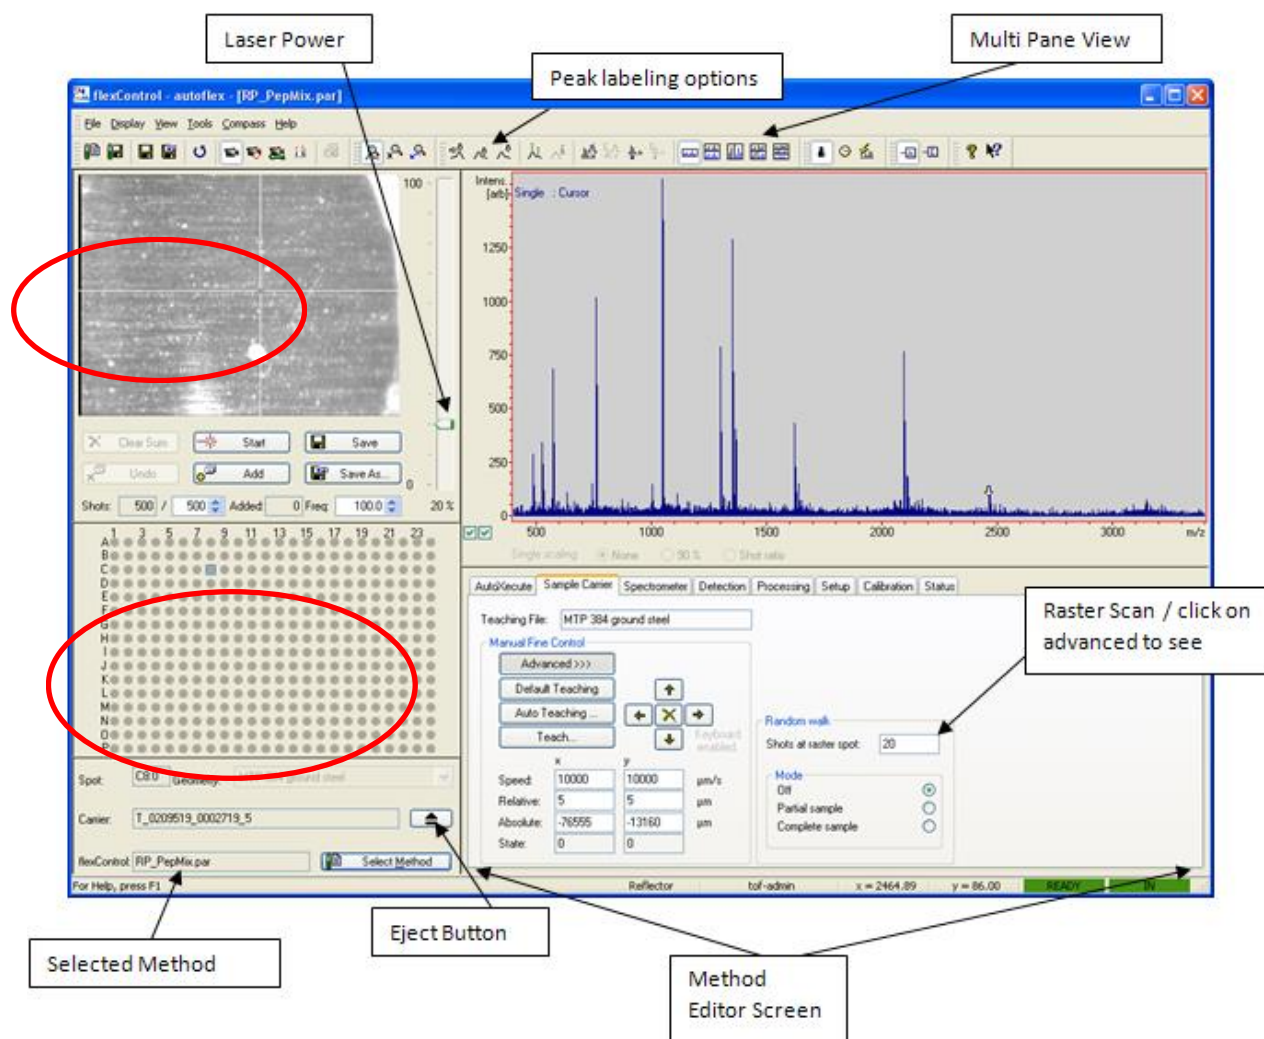 Laser Power
Multi Pane View
Peak labeling options
flexControl - autoflex - [RP_PepMix.par]
File Display View Tools Compass Help
100
Intens.
[arb]
Single : Cursor
1250
1000
750
500
250
0
500 1000 1500 2000 2500 3000 m/z
Clear Sum Start Save
Undo Add Save As...
0
Shots: 500 / 500 Added: 0 Freq: 100.0 20 %
Single scaling: None 90 % Shot ratio
1 3 5 7 9 11 13 15 17 19 21 23
A
B
C
D
E
F
G
H
I
J
K
L
M
N
O
P
AutoXecute Sample Carrier Spectrometer Detection Processing Setup Calibration Status
Teaching File: MTP 384 ground steel
Manual Fine Control
Advanced >>>
Default Teaching
Auto Teaching ...
Teach...
Keyboard
enabled
x y
Speed: 10000 10000 µm/s
Relative: 5 5 µm
Absolute: -76555 -13160 µm
State: 0 0
Random walk
Shots at raster spot: 20
Mode
Off
Partial sample
Complete sample
Raster Scan / click on
advanced to see
Spot: C8:0 Geometry: MTP 384 ground steel
Carrier: T_0209519_0002719_5
flexControl: RP_PepMix.par Select Method
For Help, press F1 Reflector tof-admin x = 2464.89 y = 86.00 READY IN
Eject Button
Selected Method
Method
Editor Screen